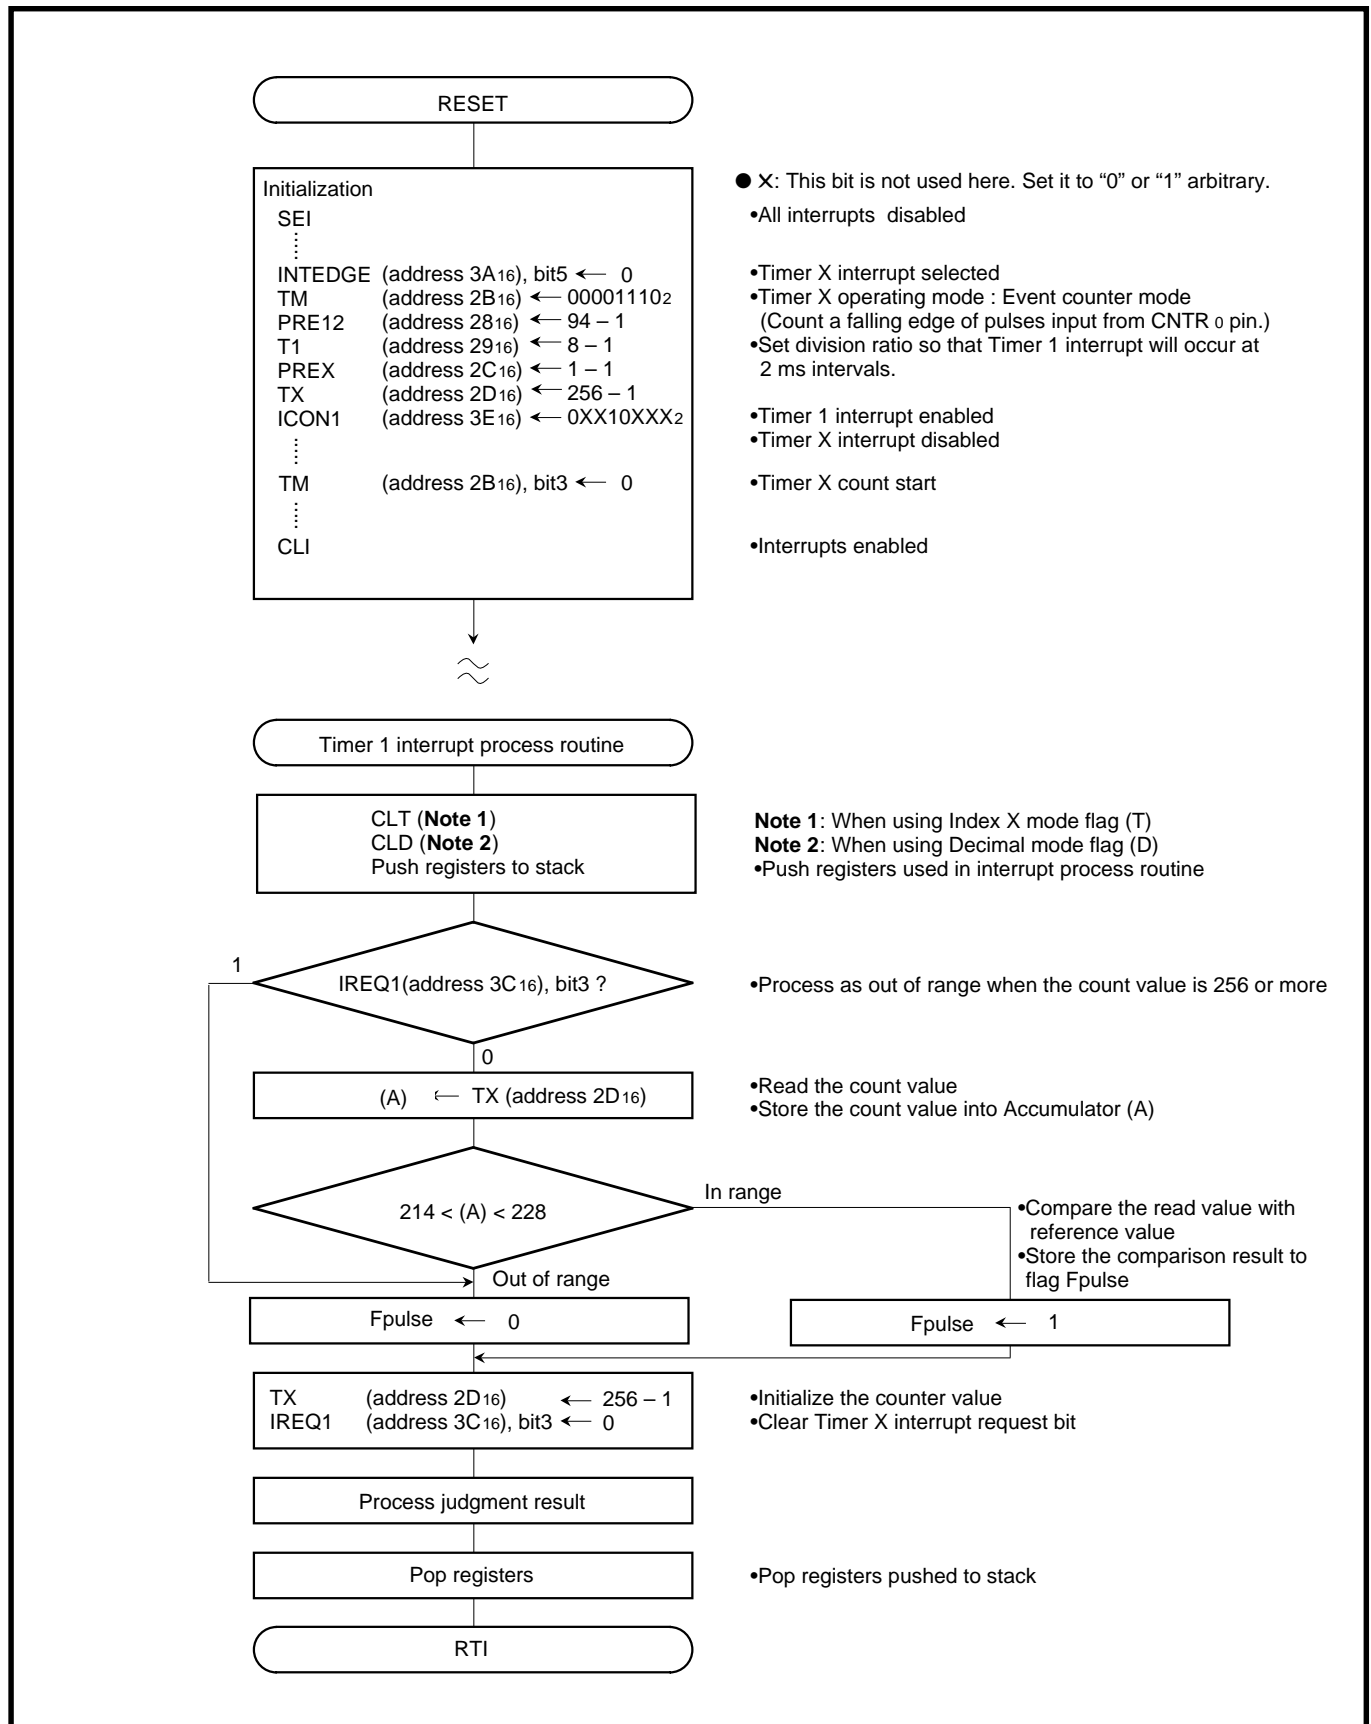 RESET
Initialization
● X: This bit is not used here. Set it to “0” or “1” arbitrary.
SEI •All interrupts disabled
INTEDGE (address 3A16), bit5 ← 0 •Timer X interrupt selected
TM (address 2B16) ← 000011102 •Timer X operating mode : Event counter mode
PRE12 (address 2816) ← 94 – 1 (Count a falling edge of pulses input from CNTR 0 pin.)
T1 (address 2916) ← 8 – 1 •Set division ratio so that Timer 1 interrupt will occur at
PREX (address 2C16) ← 1 – 1 2 ms intervals.
TX (address 2D16) ← 256 – 1
ICON1 (address 3E16) ← 0XX10XXX2 •Timer 1 interrupt enabled
•Timer X interrupt disabled
TM (address 2B16), bit3 ← 0 •Timer X count start
CLI •Interrupts enabled
Timer 1 interrupt process routine
CLT (Note 1) Note 1: When using Index X mode flag (T)
CLD (Note 2) Note 2: When using Decimal mode flag (D)
Push registers to stack •Push registers used in interrupt process routine
1
IREQ1(address 3C16), bit3 ? •Process as out of range when the count value is 256 or more
0
(A) ← TX (address 2D16) •Read the count value
•Store the count value into Accumulator (A)
In range
214 < (A) < 228 •Compare the read value with
reference value
•Store the comparison result to
Out of range flag Fpulse
Fpulse ← 0 Fpulse ← 1
TX (address 2D16) ← 256 – 1 •Initialize the counter value
IREQ1 (address 3C16), bit3 ← 0 •Clear Timer X interrupt request bit
Process judgment result
Pop registers •Pop registers pushed to stack
RTI